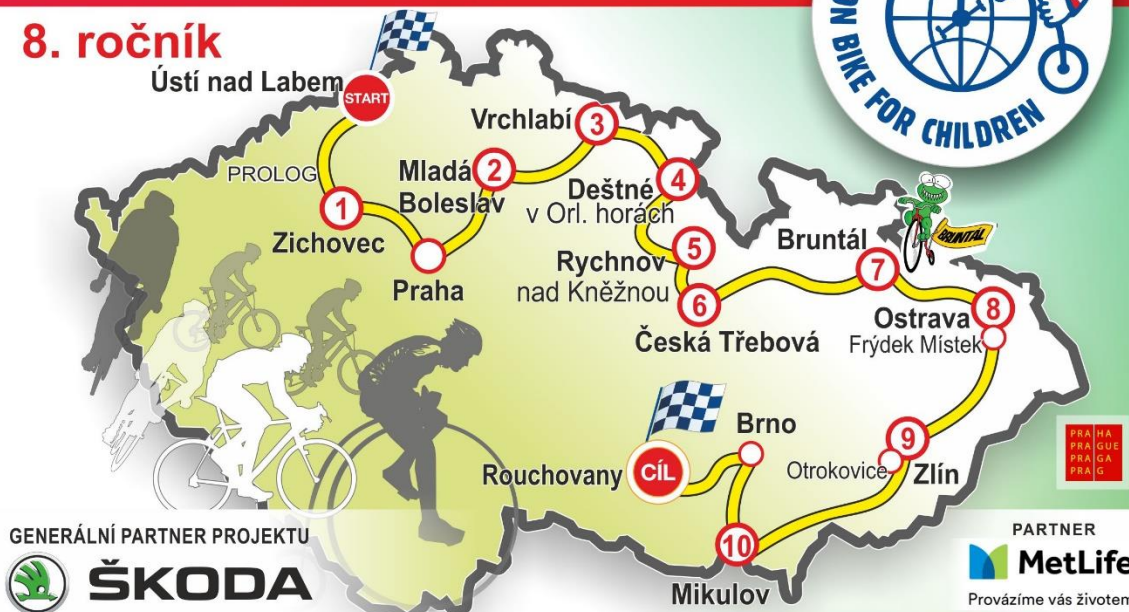 8. ročník
ON BIKE FOR CHILDREN
Ústí nad Labem
START
Vrchlabí
3
PROLOG
Mladá
Boleslav
2
Deštné
v Orl. horách
4
1
Zichovec
Praha
Rychnov
nad Kněžnou
5
6
Česká Třebová
Bruntál
7
BRUNTÁL
Ostrava
8
Frýdek Místek
Brno
9
Rouchovany
CÍL
Otrokovice
Zlín
PRA HA
PRA GUE
PRA GA
PRA G
10
Mikulov
GENERÁLNÍ PARTNER PROJEKTU
ŠKODA
PARTNER
MetLife
Provázíme vás životem